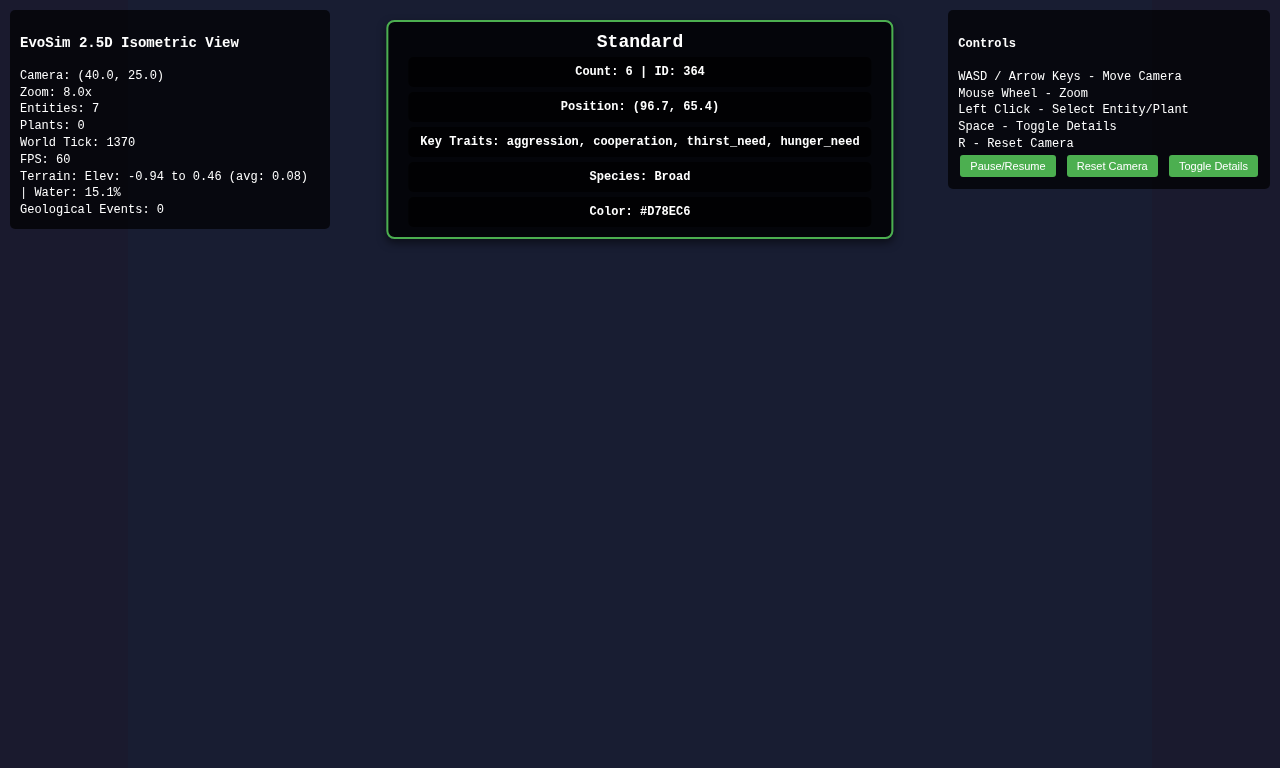 EvoSim 2.5D Isometric View
Camera: (40.0, 25.0)
Zoom: 8.0x
Entities: 7
Plants: 0
World Tick: 1370
FPS: 60
Terrain: Elev: -0.94 to 0.46 (avg: 0.08)
| Water: 15.1%
Geological Events: 0
Standard
Count: 6 | ID: 364
Position: (96.7, 65.4)
Key Traits: aggression, cooperation, thirst_need, hunger_need
Species: Broad
Color: #D78EC6
Controls
WASD / Arrow Keys - Move Camera
Mouse Wheel - Zoom
Left Click - Select Entity/Plant
Space - Toggle Details
R - Reset Camera
Pause/Resume Reset Camera Toggle Details